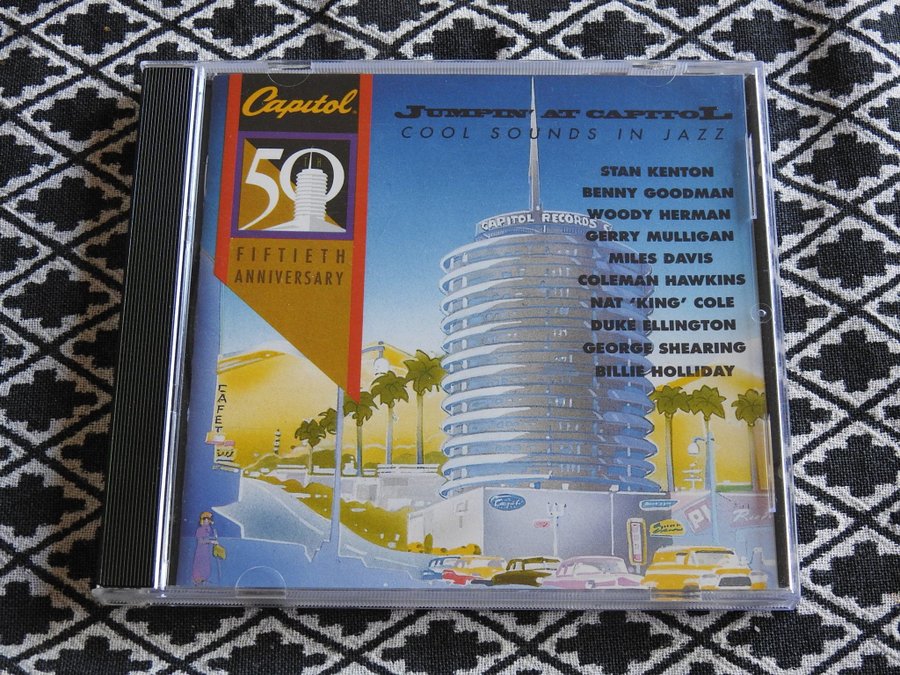 Capitol
50
FIFTIETH
ANNIVERSARY
JUMPIN' AT CAPITOL
COOL SOUNDS IN JAZZ
STAN KENTON
BENNY GOODMAN
WOODY HERMAN
GERRY MULLIGAN
MILES DAVIS
COLEMAN HAWKINS
NAT 'KING' COLE
DUKE ELLINGTON
GEORGE SHEARING
BILLIE HOLLIDAY
CAPITOL RECORDS
CAFET